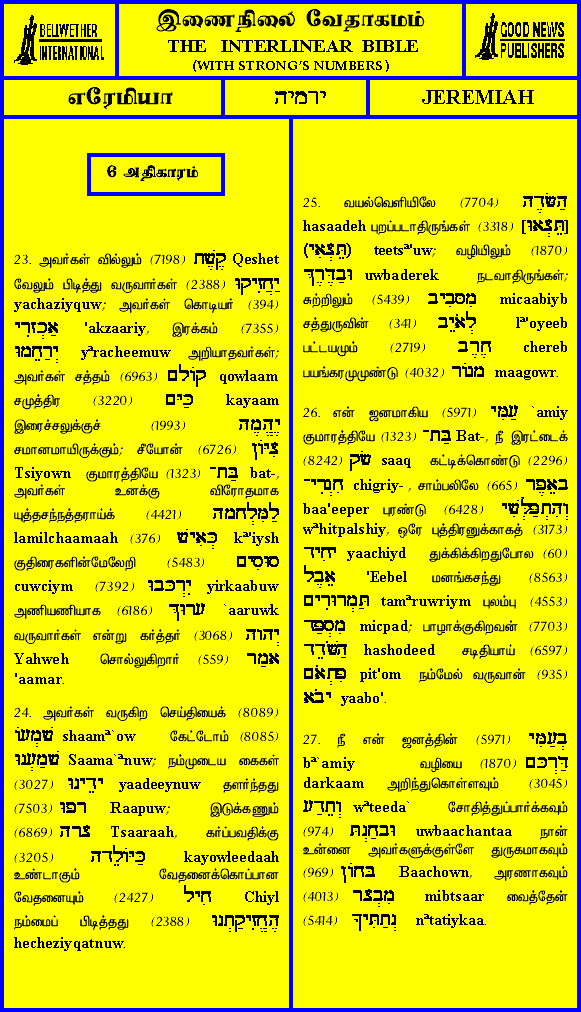 BELLWETHER
INTERNATIONAL
இணைநிலை வேதாகமம்
THE INTERLINEAR BIBLE
(WITH STRONG'S NUMBERS)
GOOD NEWS
PUBLISHERS
எரேமியா
ירמיה
JEREMIAH
6 அதிகாரம்
23. அவர்கள் வில்லும் (7198) קֶשֶׁת Qeshet
வேலும் பிடித்து வருவார்கள் (2388) יַחֲזִיקוּ
yachaziyquw; அவர்கள் கொடியர் (394)
אַכְזָרִי 'akzaariy, இரக்கம் (7355)
יְרַחֵמוּ yªracheemuw அறியாதவர்கள்;
அவர்கள் சத்தம் (6963) קוֹלָם qowlaam
சமுத்திர (3220) כַּיָּם kayaam
இரைச்சலுக்குச் (1993) יֶהֱמֶה
சமானமாயிருக்கும்; சீயோன் (6726) צִיּוֹן
Tsiyown குமாரத்தியே (1323) בַּת־ bat-,
அவர்கள் உனக்கு விரோதமாக
யுத்தசந்நத்தராய்க் (4421) לַמִּלְחָמָה
lamilchaamaah (376) כְּאִישׁ kª'iysh
குதிரைகளின்மேலேறி (5483) סוּסִים
cuwciym (7392) יִרְכָּבוּ yirkaabuw
அணியணியாக (6186) עָרוּךְ `aaruwk
வருவார்கள் என்று கர்த்தர் (3068) יְהוָה
Yahweh சொல்லுகிறார் (559) אָמַר
'aamar.
24. அவர்கள் வருகிற செய்தியைக் (8089)
שָׁמְעוֹ shaamª`ow கேட்டோம் (8085)
שָׁמַעְנוּ Saama`ªnuw; நம்முடைய கைகள்
(3027) יָדֵינוּ yaadeeynuw தளர்ந்தது
(7503) רָפוּ Raapuw; இடுக்கணும்
(6869) צָרָה Tsaaraah, கர்ப்பவதிக்கு
(3205) כַּיּוֹלֵדָה kayowleedaah
உண்டாகும் வேதனைக்கொப்பான
வேதனையும் (2427) חִיל Chiyl
நம்மைப் பிடித்தது (2388) הֶחֱזִיקַתְנוּ
hecheziyqatnuw.
25. வயல்வெளியிலே (7704) הַשָּׂדֶה
hasaadeh புறப்படாதிருங்கள் (3318) [תֵּצְאוּ]
(תֵּצְאִי) teetsª'uw; வழியிலும் (1870)
וּבַדֶּרֶךְ uwbaderek நடவாதிருங்கள்;
சுற்றிலும் (5439) מִסָּבִיב micaabiyb
சத்துருவின் (341) לְאֹיֵב lª'oyeeb
பட்டயமும் (2719) חֶרֶב chereb
பயங்கரமுமுண்டு (4032) מָגוֹר maagowr.
26. என் ஜனமாகிய (5971) עַמִּי `amiy
குமாரத்தியே (1323) בַּת־ Bat-, நீ இரட்டைக்
(8242) שָׂק saaq கட்டிக்கொண்டு (2296)
חִגְרִי־ chigriy- , சாம்பலிலே (665) בָאֵפֶר
baa'eeper புரண்டு (6428) וְהִתְפַּלְּשִׁי
wªhitpalshiy, ஒரே புத்திரனுக்காகத் (3173)
יָחִיד yaachiyd துக்கிக்கிறதுபோல (60)
אֵבֶל 'Eebel மனங்கசந்து (8563)
תַּמְרוּרִים tamªruwriym புலம்பு (4553)
מִסְפַּד micpad; பாழாக்குகிறவன் (7703)
הַשֹּׁדֵד hashodeed சடிதியாய் (6597)
פִּתְאֹם pit'om நம்மேல் வருவான் (935)
יָבֹא yaabo'.
27. நீ என் ஜனத்தின் (5971) בְעַמִּי
bª`amiy வழியை (1870) דַּרְכָּם
darkaam அறிந்துகொள்ளவும் (3045)
וְתֵדַע wªteeda` சோதித்துப்பார்க்கவும்
(974) וּבָחַנְתָּ uwbaachantaa நான்
உன்னை அவர்களுக்குள்ளே துருகமாகவும்
(969) בָּחוֹן Baachown, அரணாகவும்
(4013) מִבְצָר mibtsaar வைத்தேன்
(5414) נְתַתִּיךָ nªtatiykaa.